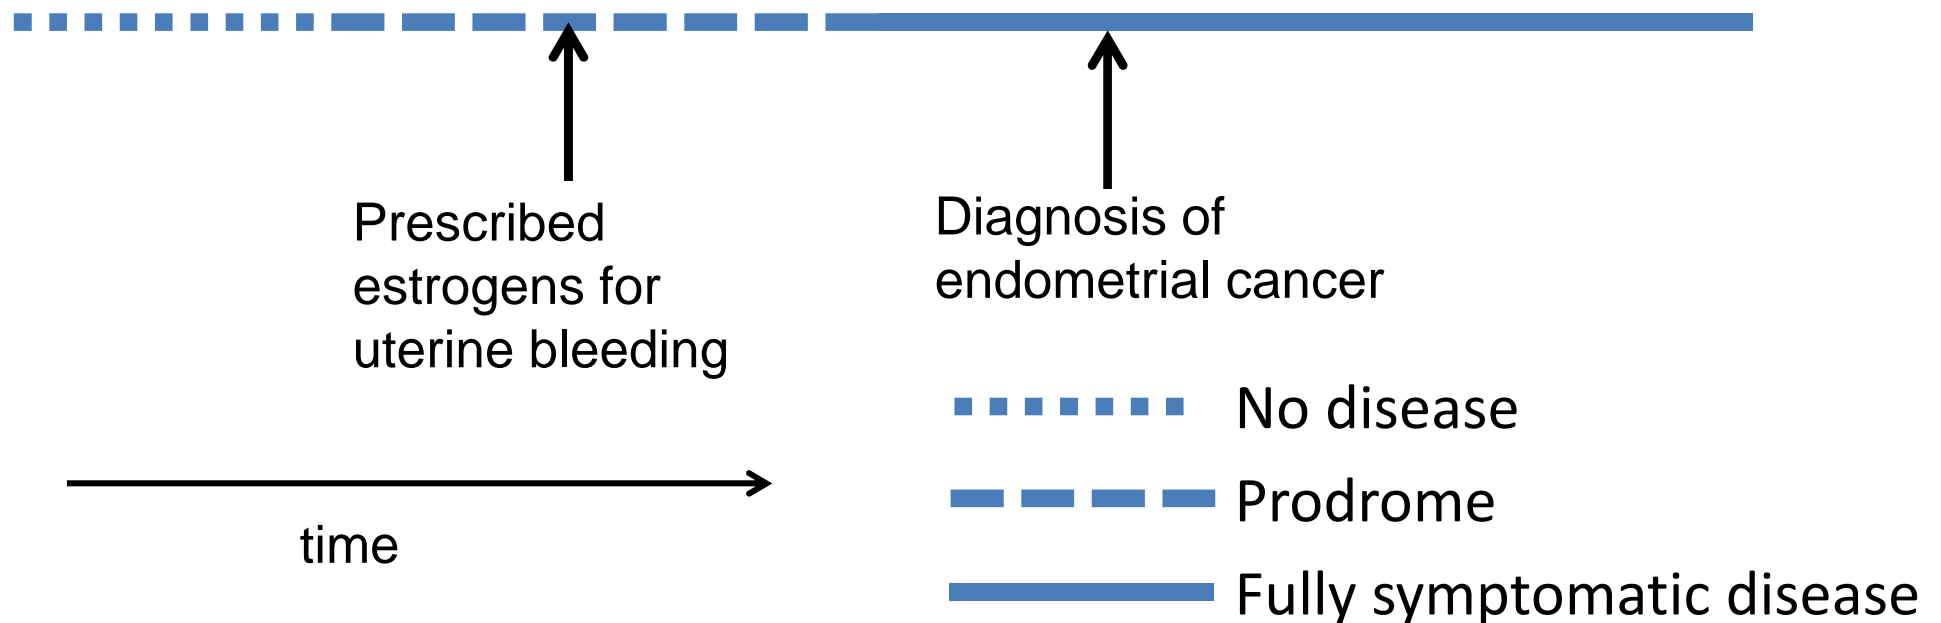 Prescribed
estrogens for
uterine bleeding
Diagnosis of
endometrial cancer
time
No disease
Prodrome
Fully symptomatic disease